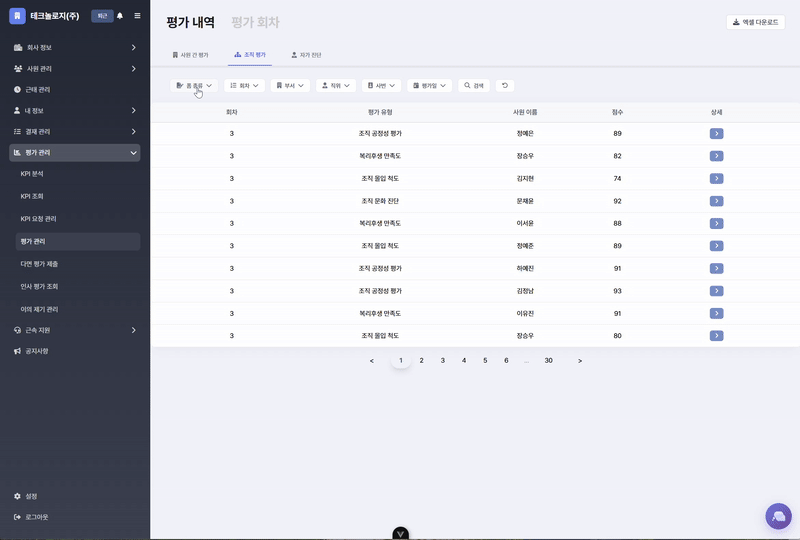 테크놀로지(주) 퇴근
회사 정보
사원 관리
근태 관리
내 정보
결재 관리
평가 관리
KPI 분석
KPI 조회
KPI 요청 관리
평가 관리
다면 평가 제출
인사 평가 조회
이의 제기 관리
근속 지원
공지사항
설정
로그아웃
평가 내역 평가 회차
엑셀 다운로드
사원 간 평가 조직 평가 자가 진단
폼 종류 회차 부서 직위 사번 평가일 검색
회차 평가 유형 사원 이름 점수 상세
3 조직 공정성 평가 정예은 89
3 복리후생 만족도 장승우 82
3 조직 몰입 척도 김지현 74
3 조직 문화 진단 문재윤 92
3 복리후생 만족도 이서윤 88
3 조직 몰입 척도 정예준 89
3 조직 공정성 평가 하예진 91
3 조직 공정성 평가 김정남 93
3 복리후생 만족도 이유진 91
3 조직 몰입 척도 장승우 80
< 1 2 3 4 5 6 ... 30 >